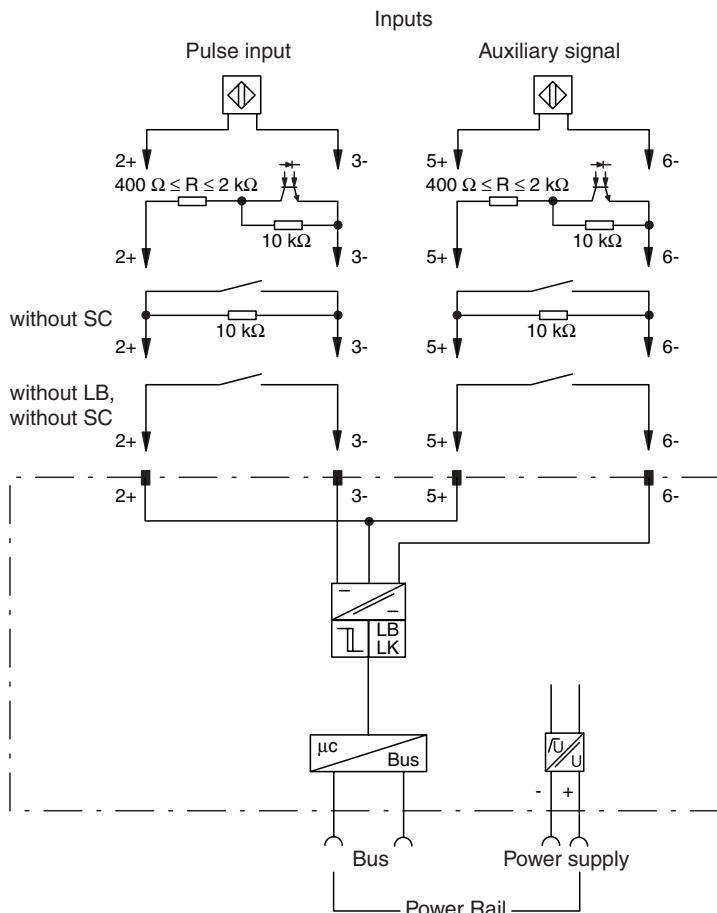 Inputs
Pulse input Auxiliary signal
2+ 3- 5+ 6-
400 Ω ≤ R ≤ 2 kΩ 400 Ω ≤ R ≤ 2 kΩ
10 kΩ 10 kΩ
2+ 3- 5+ 6-
without SC
10 kΩ 10 kΩ
2+ 3- 5+ 6-
without LB,
without SC
2+ 3- 5+ 6-
2+ 3- 5+ 6-
LB
LK
µc
Bus
U
U
- +
Bus Power supply
Power Rail